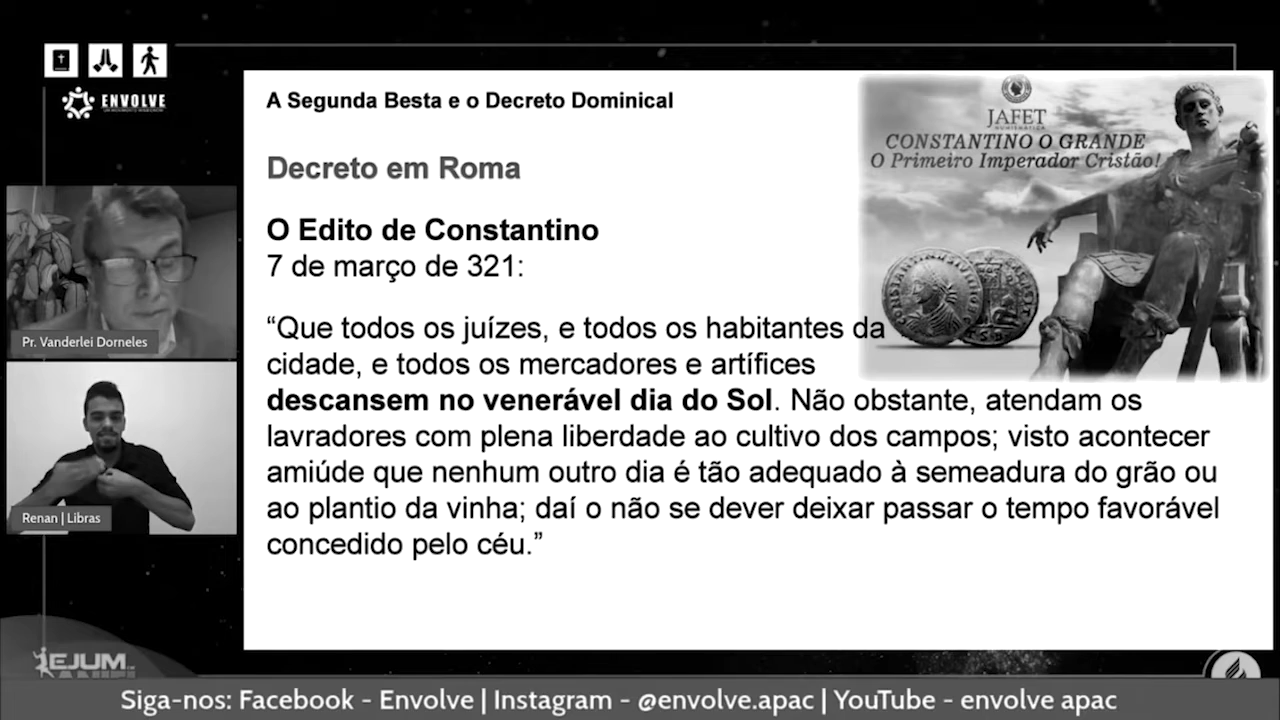 ENVOLVE
A Segunda Besta e o Decreto Dominical
Decreto em Roma
O Edito de Constantino
7 de março de 321:
“Que todos os juízes, e todos os habitantes da
cidade, e todos os mercadores e artífices
descansem no venerável dia do Sol. Não obstante, atendam os
lavradores com plena liberdade ao cultivo dos campos; visto acontecer
amiúde que nenhum outro dia é tão adequado à semeadura do grão ou
ao plantio da vinha; daí o não se dever deixar passar o tempo favorável
concedido pelo céu.”
JAFET
NUMISMÁTICA
CONSTANTINO O GRANDE
O Primeiro Imperador Cristão!
Pr. Vanderlei Dorneles
Renan | Libras
EJUM
Siga-nos: Facebook - Envolve | Instagram - @envolve.apac | YouTube - envolve apac